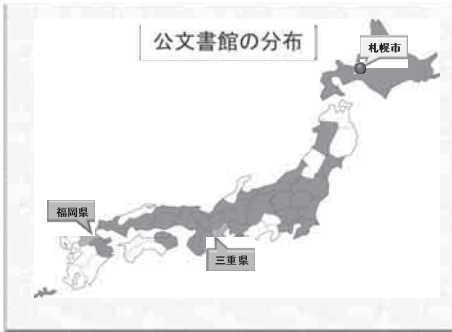 公文書館の分布
札幌市
福岡県
三重県